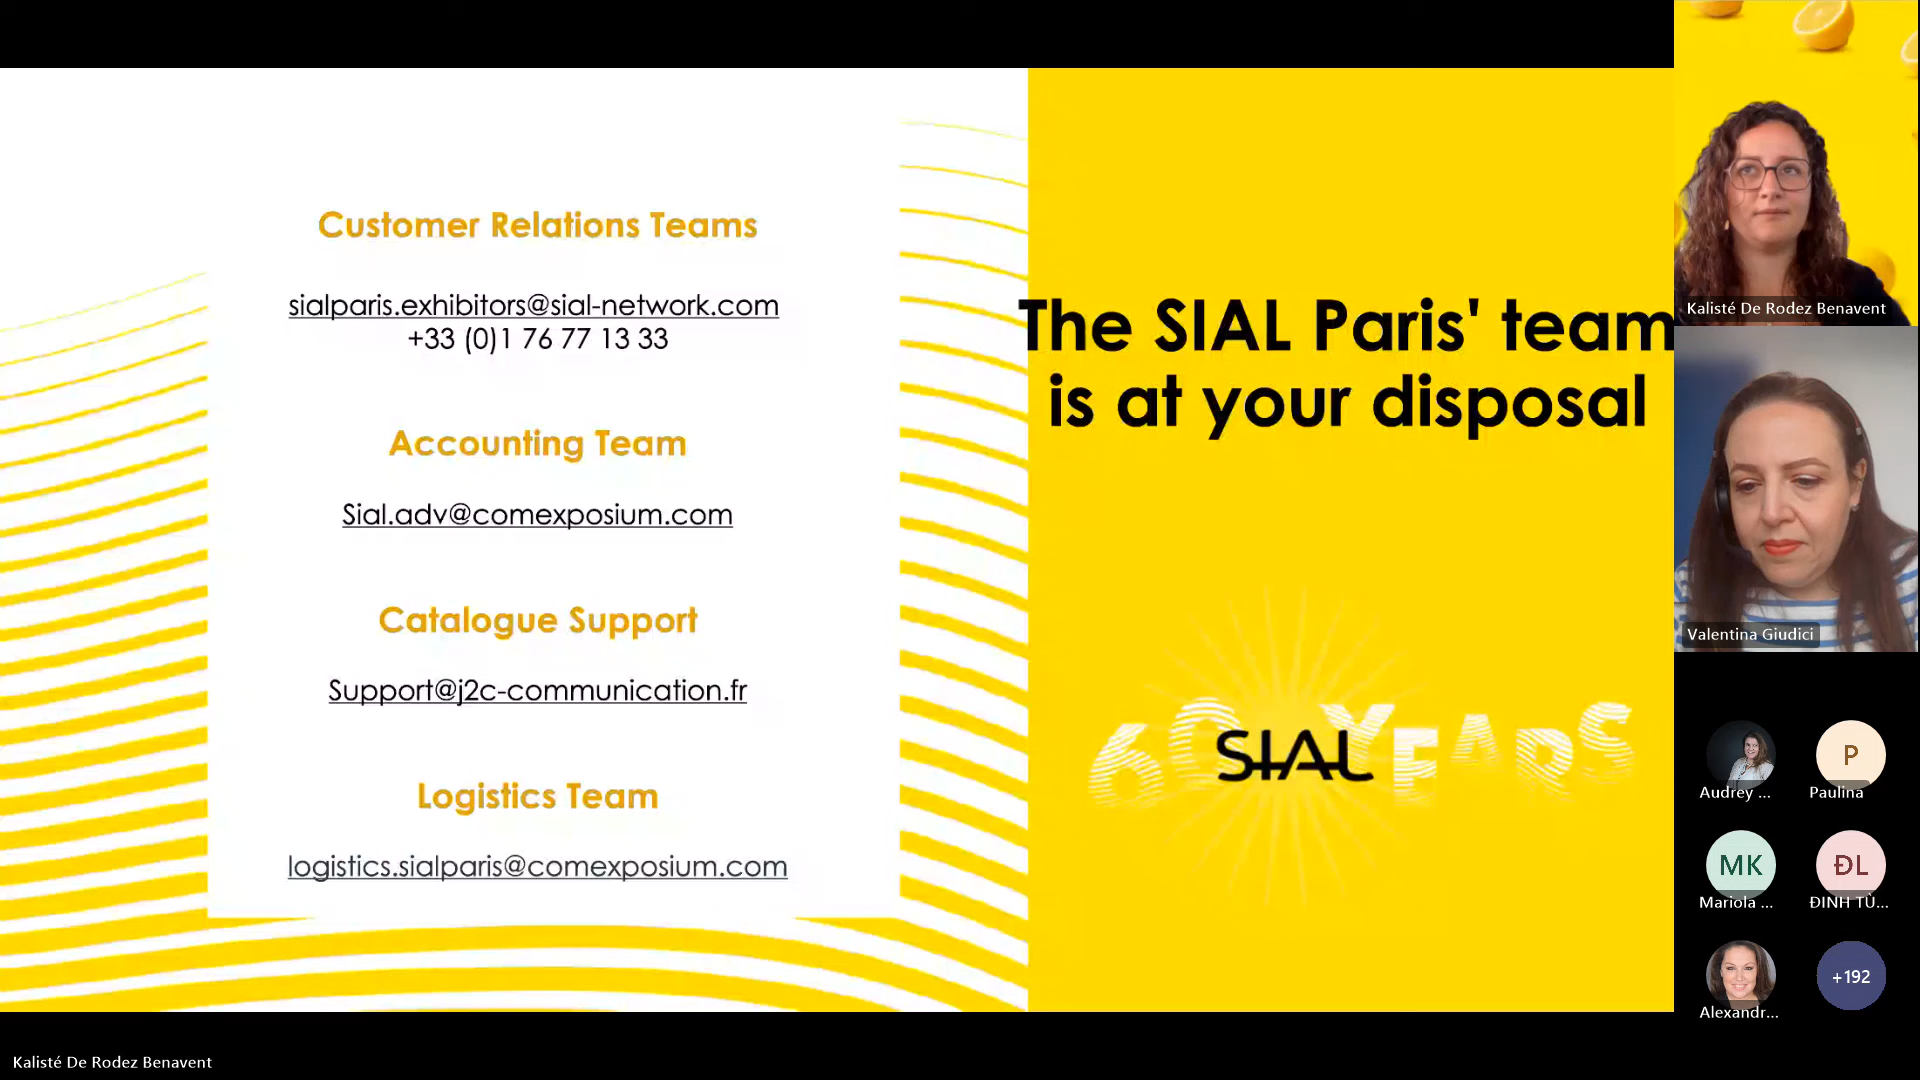 Customer Relations Teams
sialparis.exhibitors@sial-network.com
+33 (0)1 76 77 13 33
Accounting Team
Sial.adv@comexposium.com
Catalogue Support
Support@j2c-communication.fr
Logistics Team
logistics.sialparis@comexposium.com
The SIAL Paris' team
is at your disposal
60 YEARS
SIAL
Kalisté De Rodez Benavent
Valentina Giudici
Audrey ...
P
Paulina
MK
Mariola ...
ĐL
ĐINH TÙ...
Alexandr...
+192
Kalisté De Rodez Benavent